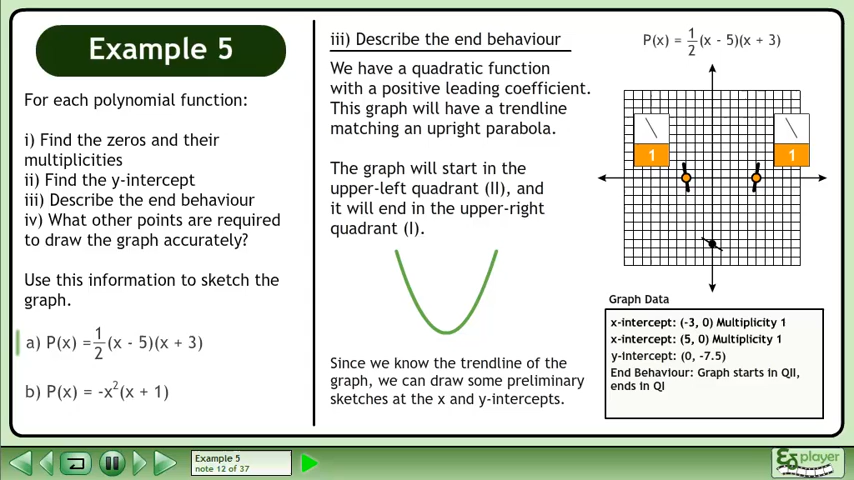 Example 5
For each polynomial function:
i) Find the zeros and their
multiplicities
ii) Find the y-intercept
iii) Describe the end behaviour
iv) What other points are required
to draw the graph accurately?
Use this information to sketch the
graph.
a) P(x) = 1/2(x - 5)(x + 3)
b) P(x) = -x²(x + 1)
iii) Describe the end behaviour
We have a quadratic function
with a positive leading coefficient.
This graph will have a trendline
matching an upright parabola.
The graph will start in the
upper-left quadrant (II), and
it will end in the upper-right
quadrant (I).
Since we know the trendline of the
graph, we can draw some preliminary
sketches at the x and y-intercepts.
P(x) = 1/2(x - 5)(x + 3)
1
1
Graph Data
x-intercept: (-3, 0) Multiplicity 1
x-intercept: (5, 0) Multiplicity 1
y-intercept: (0, -7.5)
End Behaviour: Graph starts in QII,
ends in QI
Example 5
note 12 of 37
player